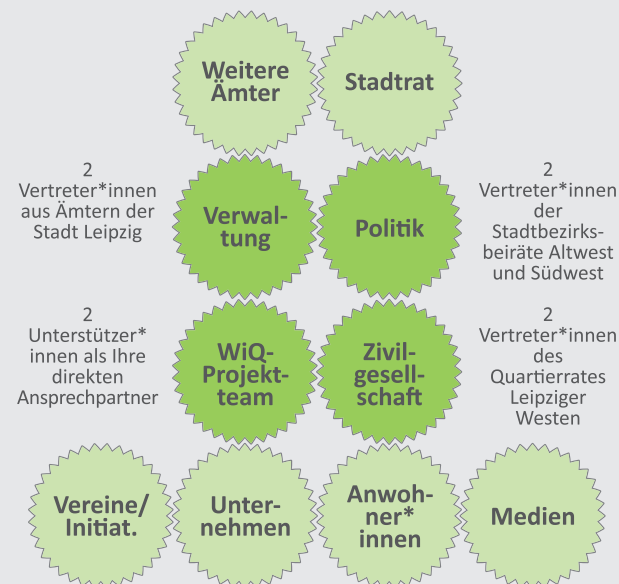 Weitere
Ämter
Stadtrat
2
Vertreter*innen
aus Ämtern der
Stadt Leipzig
Verwal-
tung
Politik
2
Vertreter*innen
der
Stadtbezirks-
beiräte Altwest
und Südwest
2
Unterstützer*
innen als Ihre
direkten
Ansprechpartner
WiQ-
Projekt-
team
Zivil-
gesell-
schaft
2
Vertreter*innen
des
Quartierrates
Leipziger
Westen
Vereine/
Initiat.
Unter-
nehmen
Anwoh-
ner*
innen
Medien